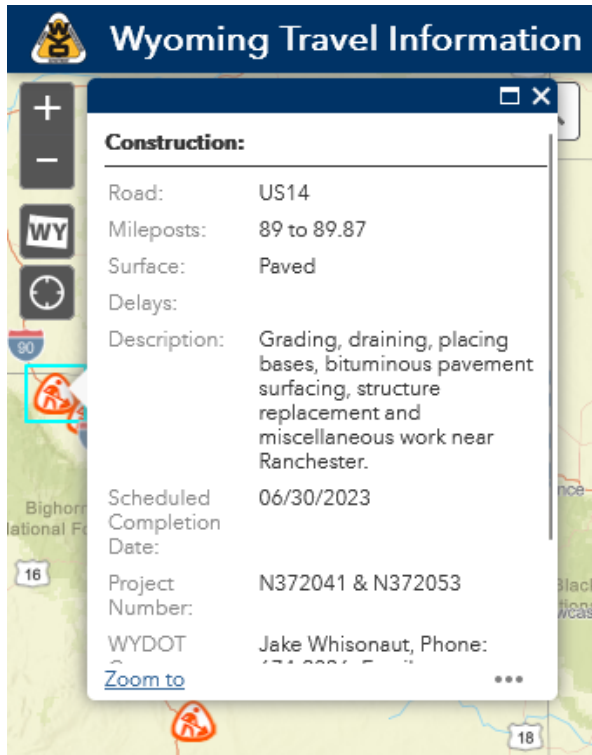 WYO
Wyoming Travel Information
+
−
WY
Construction:
Road: US14
Mileposts: 89 to 89.87
Surface: Paved
Delays:
Description: Grading, draining, placing
bases, bituminous pavement
surfacing, structure
replacement and
miscellaneous work near
Ranchester.
Scheduled 06/30/2023
Completion
Date:
Project N372041 & N372053
Number:
WYDOT Jake Whisonaut, Phone:
Zoom to
90
Bighorn
16
18